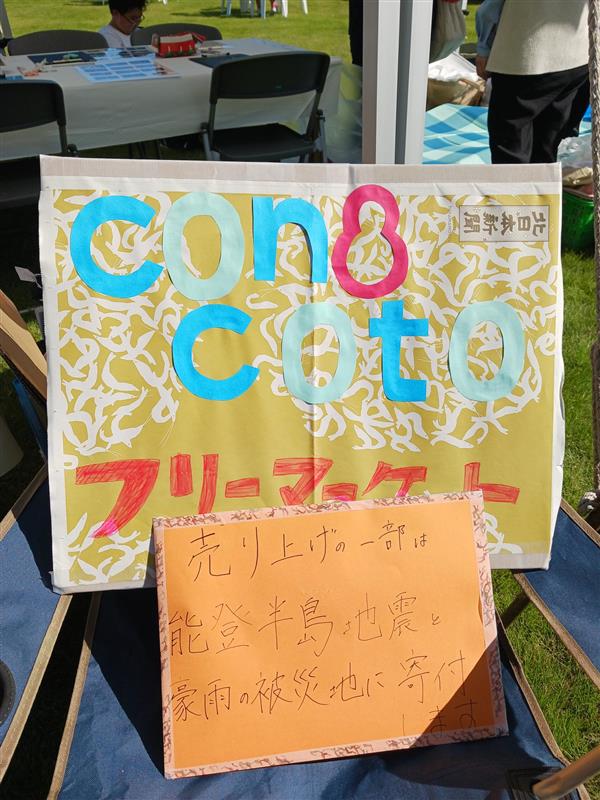 con8
北日本新聞
coto
フリーマーケット
売り上げの一部は
能登半島地震と
豪雨の被災地に寄付
します